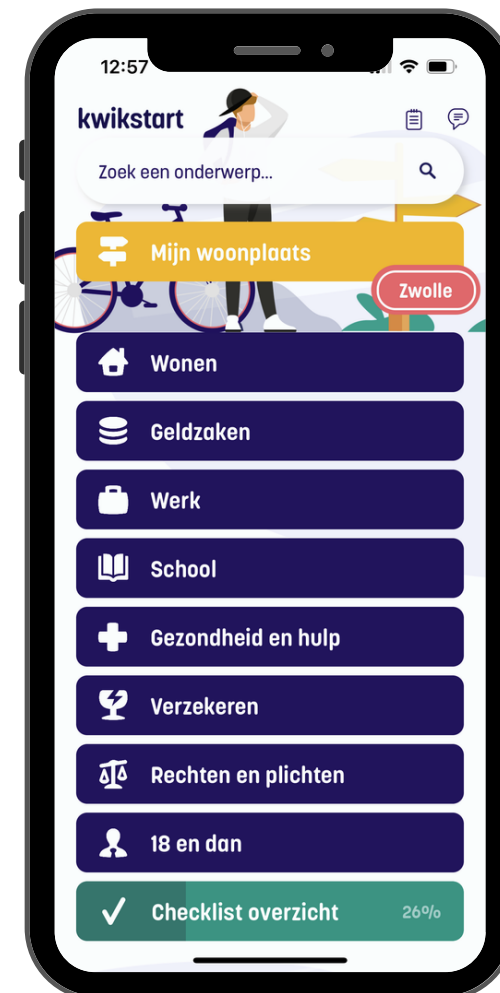 12:57
kwikstart
Zoek een onderwerp...
Mijn woonplaats
Zwolle
Wonen
Geldzaken
Werk
School
Gezondheid en hulp
Verzekeren
Rechten en plichten
18 en dan
Checklist overzicht 26%